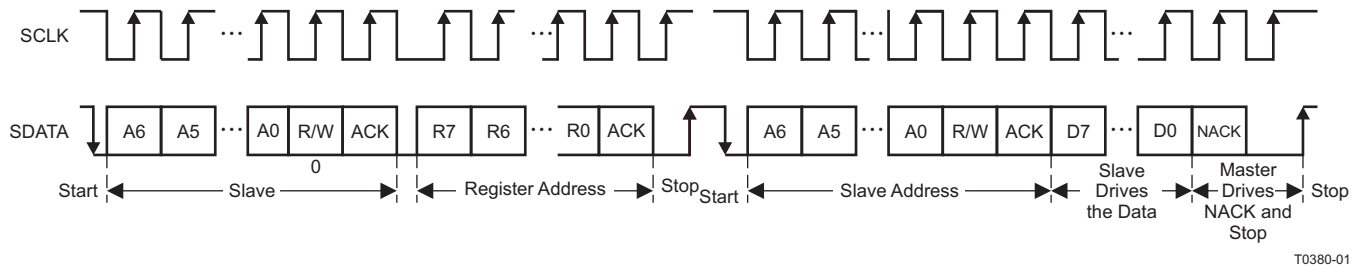 SCLK ... ... ... ...
SDATA A6 A5 ... A0 R/W ACK R7 R6 ... R0 ACK A6 A5 ... A0 R/W ACK D7 ... D0 NACK
0
Start Slave Register Address Stop Start Slave Address Slave Drives the Data Master Drives NACK and Stop Stop
T0380-01